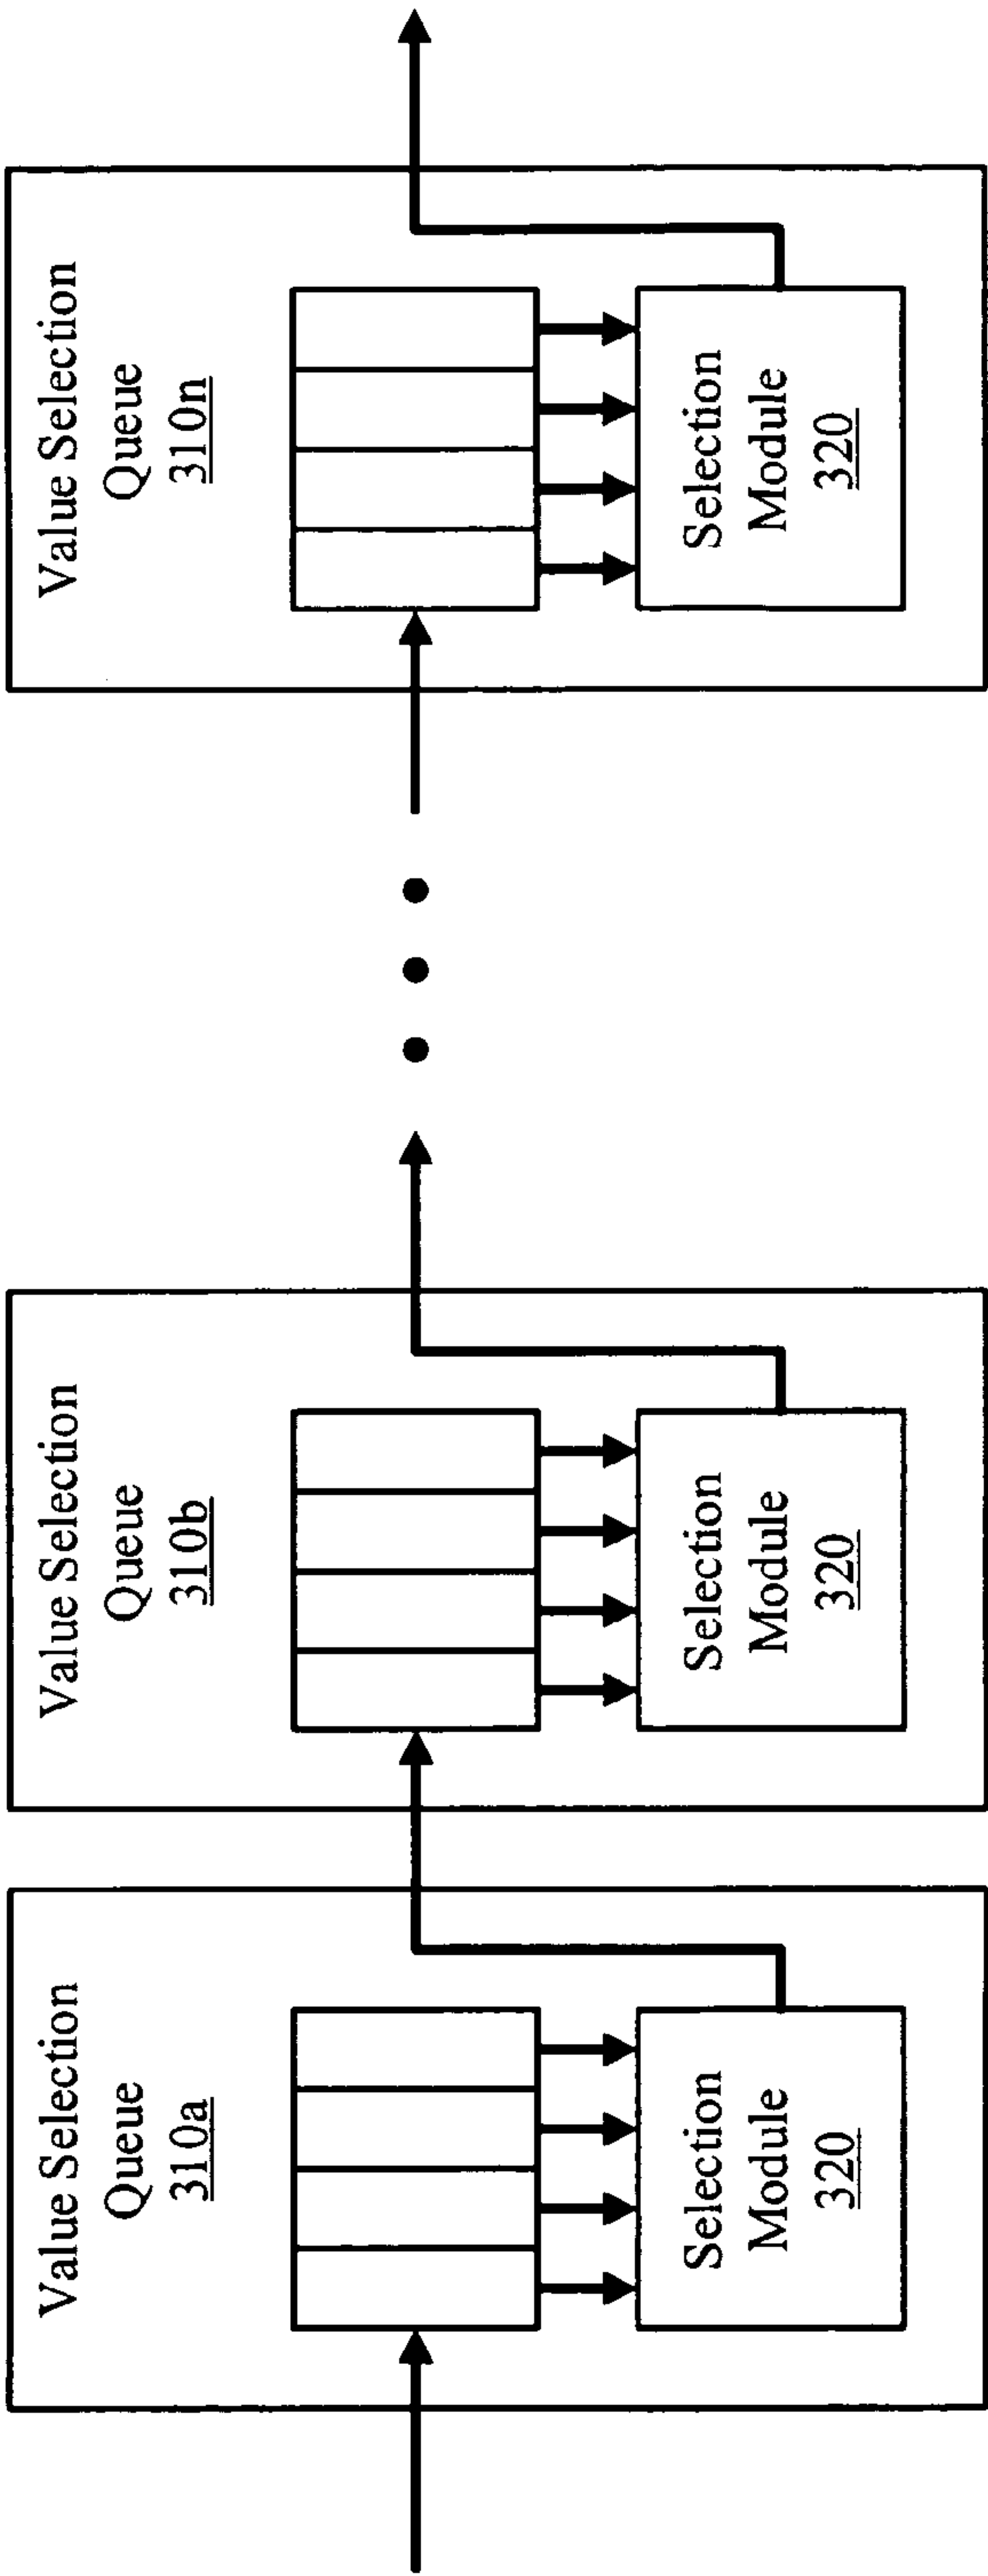 Value Selection
Queue
310a
Selection
Module
320
Value Selection
Queue
310b
Selection
Module
320
Value Selection
Queue
310n
Selection
Module
320